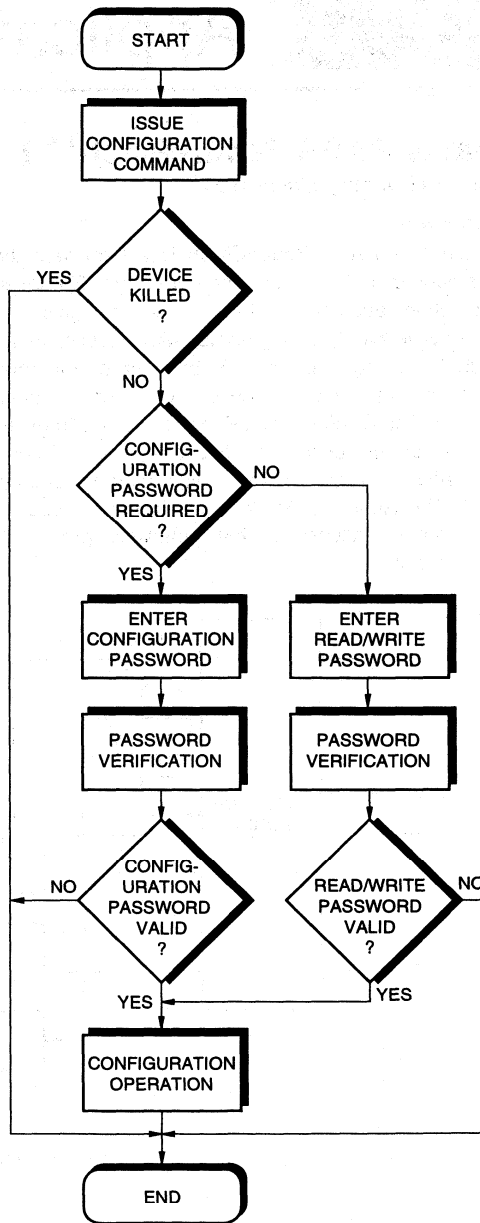 START
ISSUE
CONFIGURATION
COMMAND
YES
DEVICE
KILLED
?
NO
CONFIG-
URATION
PASSWORD
REQUIRED
?
NO
YES
ENTER
CONFIGURATION
PASSWORD
ENTER
READ/WRITE
PASSWORD
PASSWORD
VERIFICATION
PASSWORD
VERIFICATION
NO
CONFIG-
URATION
PASSWORD
VALID
?
READ/WRITE
PASSWORD
VALID
?
NO
YES
YES
CONFIGURATION
OPERATION
END